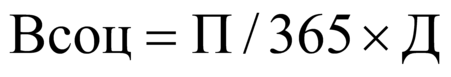 Всоц = П / 365 × Д